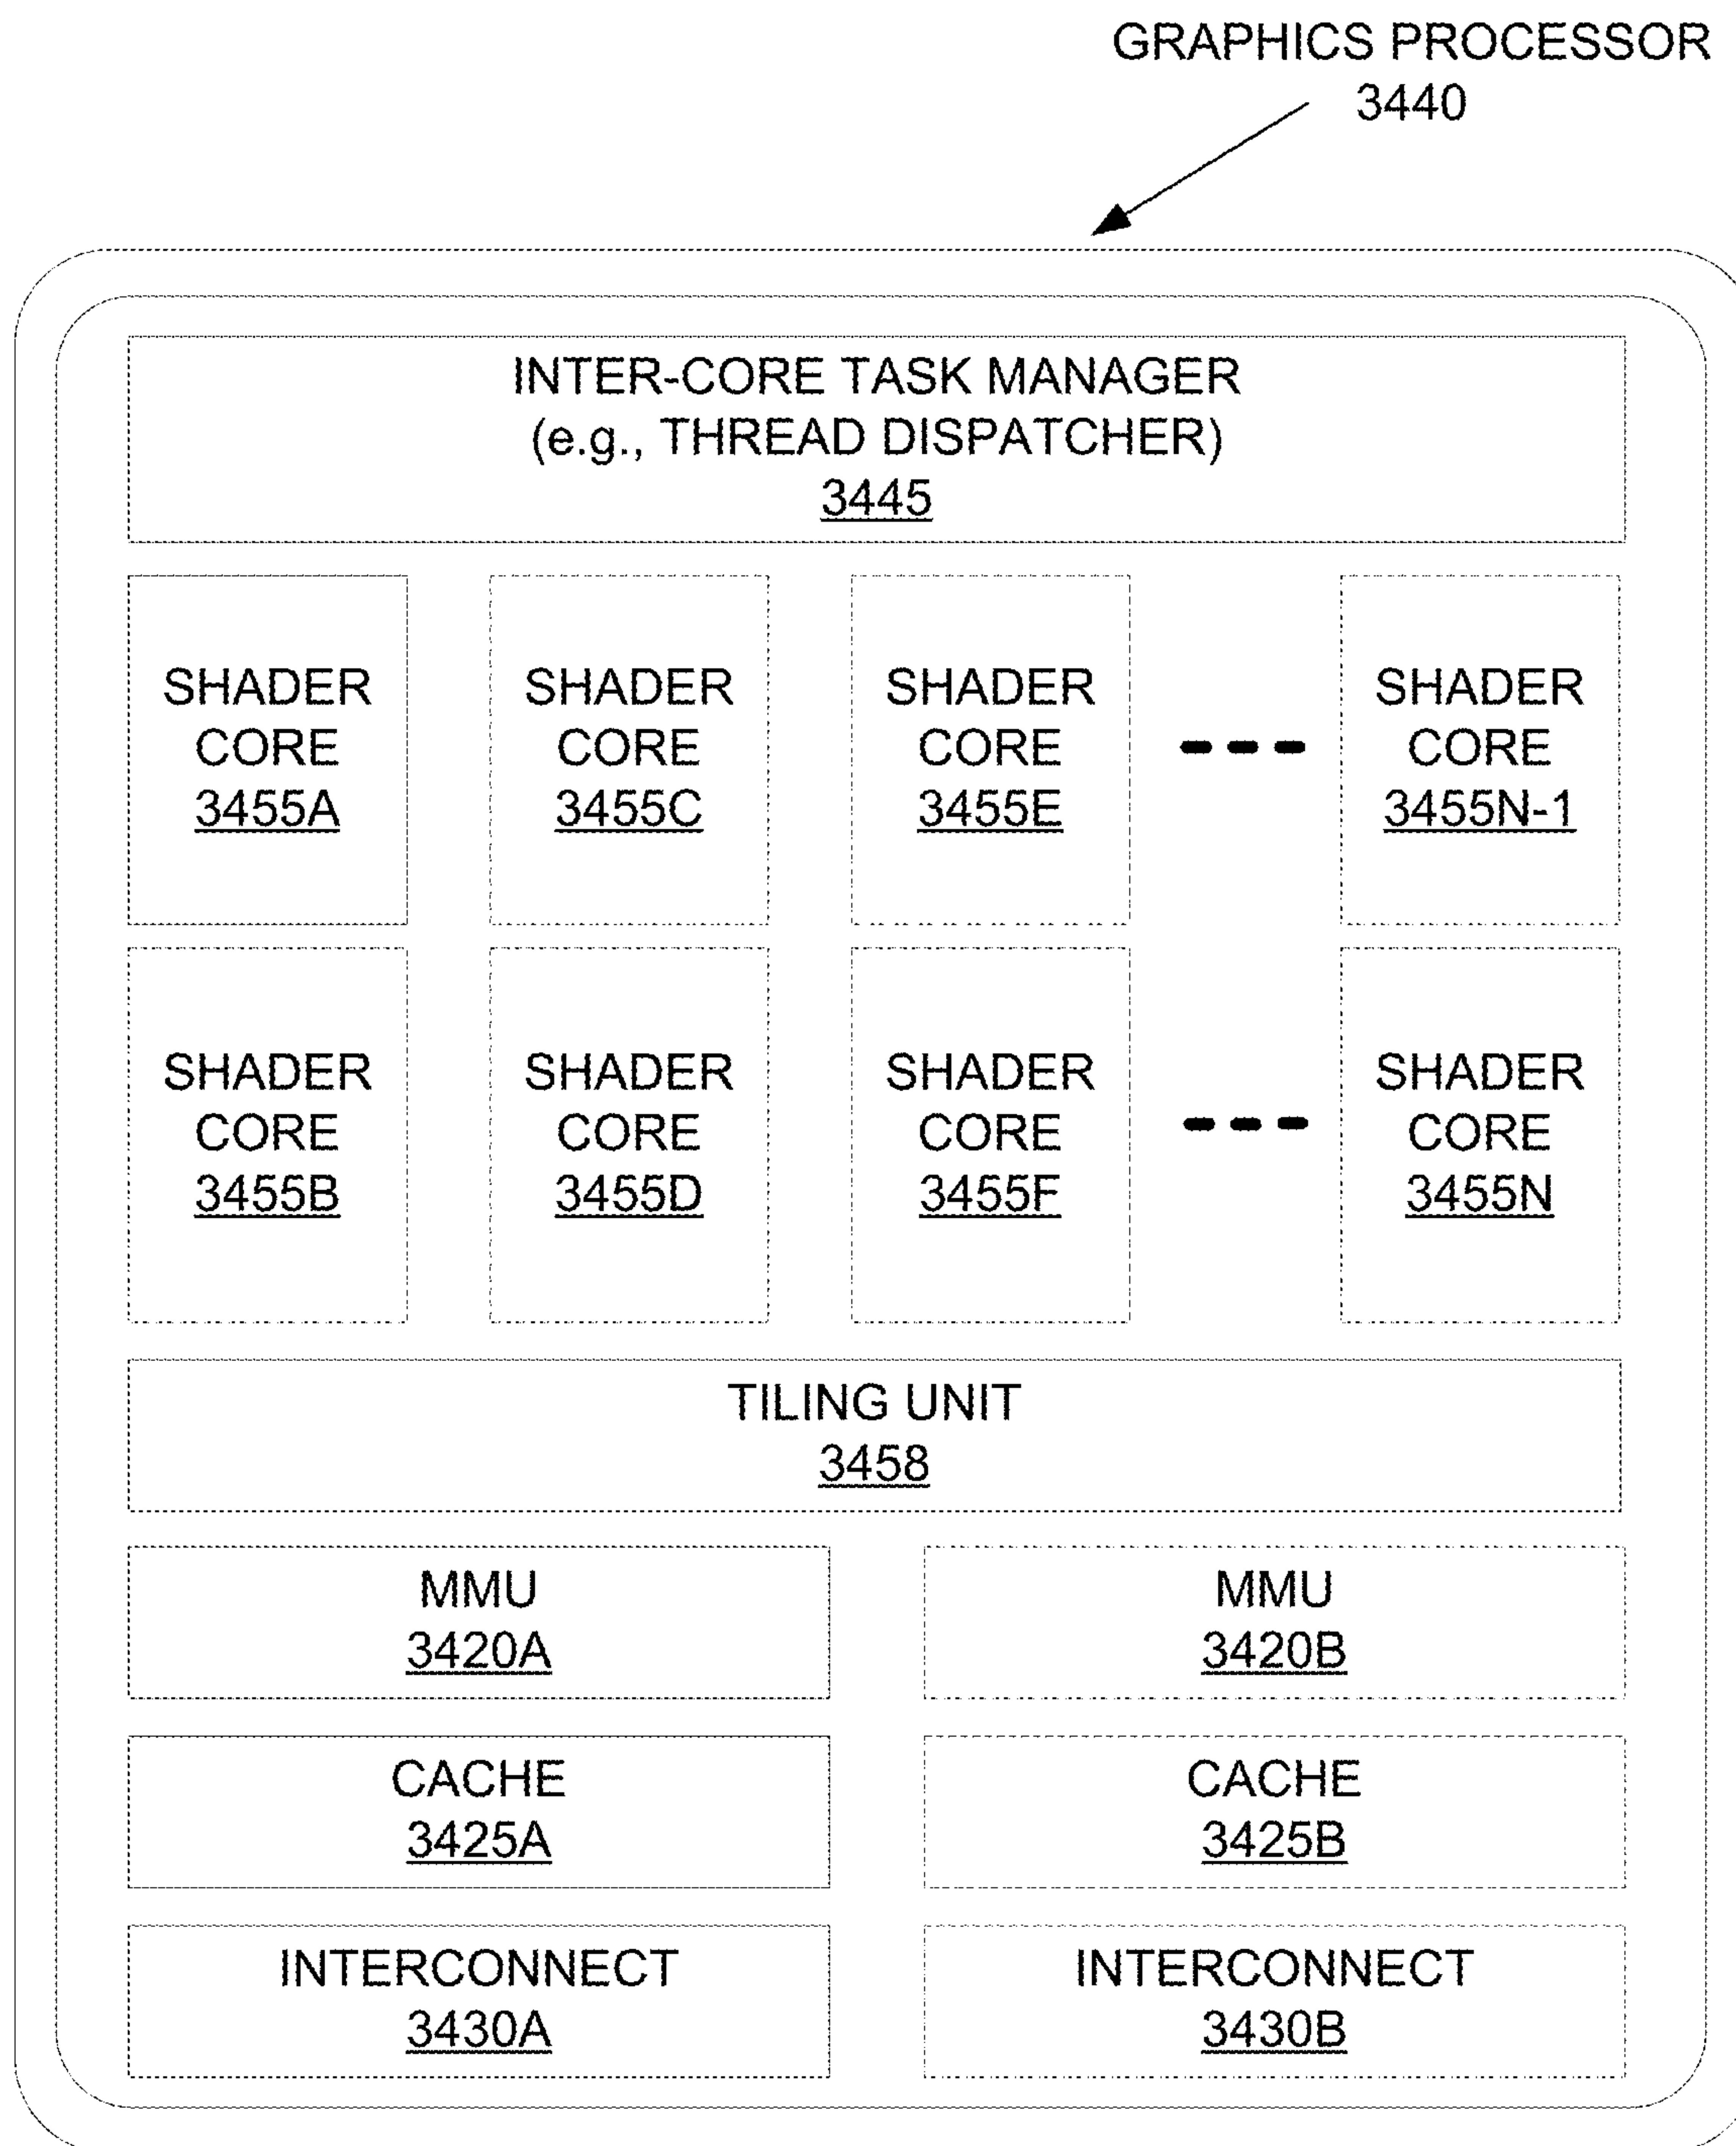 GRAPHICS PROCESSOR
3440
INTER-CORE TASK MANAGER
(e.g., THREAD DISPATCHER)
3445
SHADER
CORE
3455A
SHADER
CORE
3455C
SHADER
CORE
3455E
SHADER
CORE
3455N-1
SHADER
CORE
3455B
SHADER
CORE
3455D
SHADER
CORE
3455F
SHADER
CORE
3455N
TILING UNIT
3458
MMU
3420A
MMU
3420B
CACHE
3425A
CACHE
3425B
INTERCONNECT
3430A
INTERCONNECT
3430B